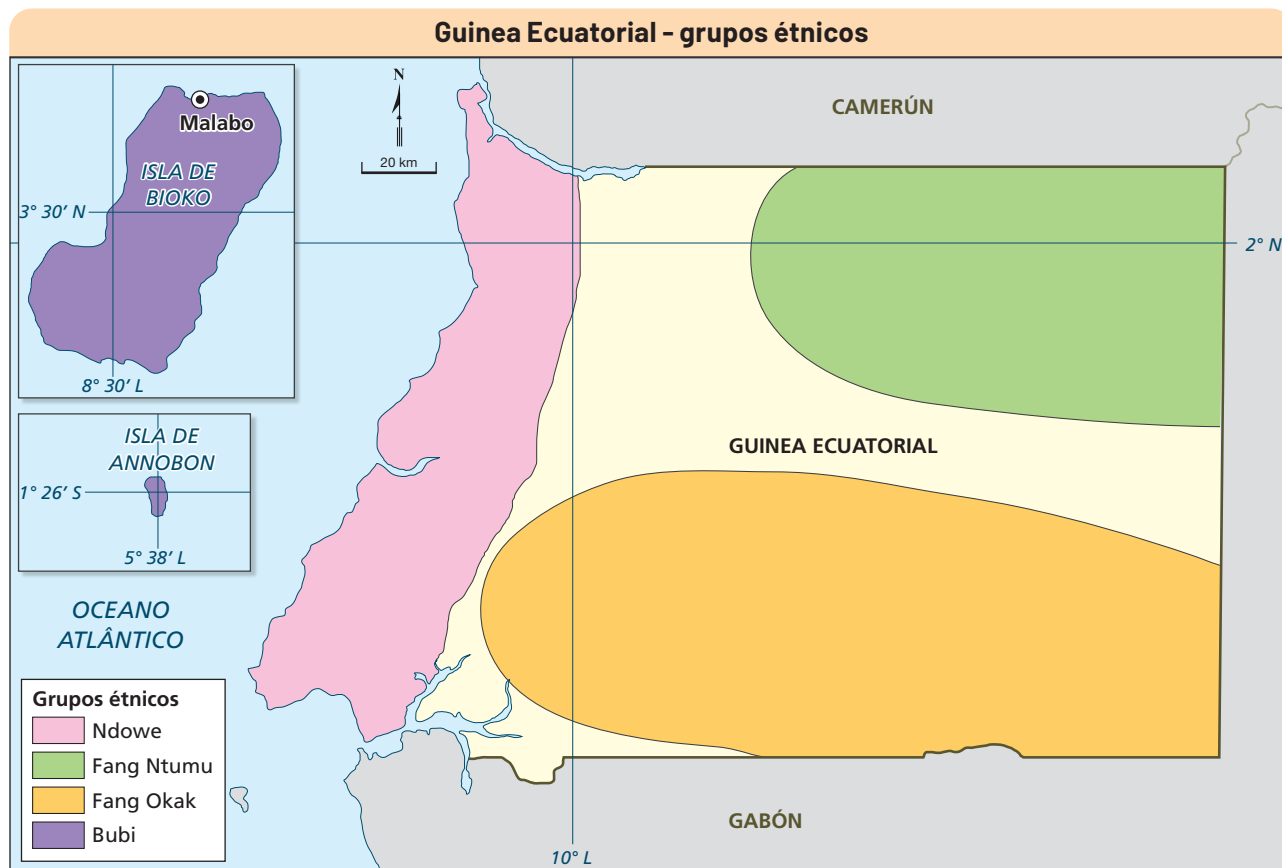 Guinea Ecuatorial - grupos étnicos
Malabo
ISLA DE
BIOKO
3° 30’ N
8° 30’ L
N
20 km
CAMERÚN
2° N
ISLA DE
ANNOBON
1° 26’ S
5° 38’ L
GUINEA ECUATORIAL
OCEANO
ATLÂNTICO
Grupos étnicos
Ndowe
Fang Ntumu
Fang Okak
Bubi
GABÓN
10° L